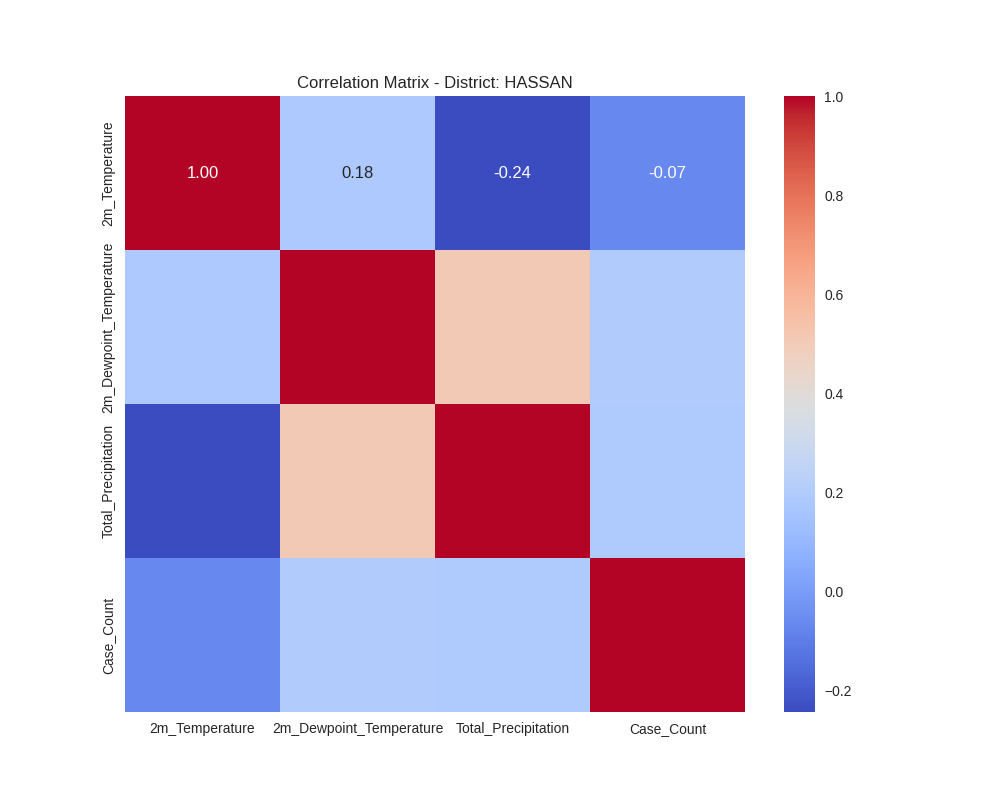 Correlation Matrix - District: HASSAN
2m_Temperature
2m_Dewpoint_Temperature
Total_Precipitation
Case_Count
1.00 0.18 -0.24 -0.07
2m_Temperature 2m_Dewpoint_Temperature Total_Precipitation Case_Count
1.0
0.8
0.6
0.4
0.2
0.0
−0.2